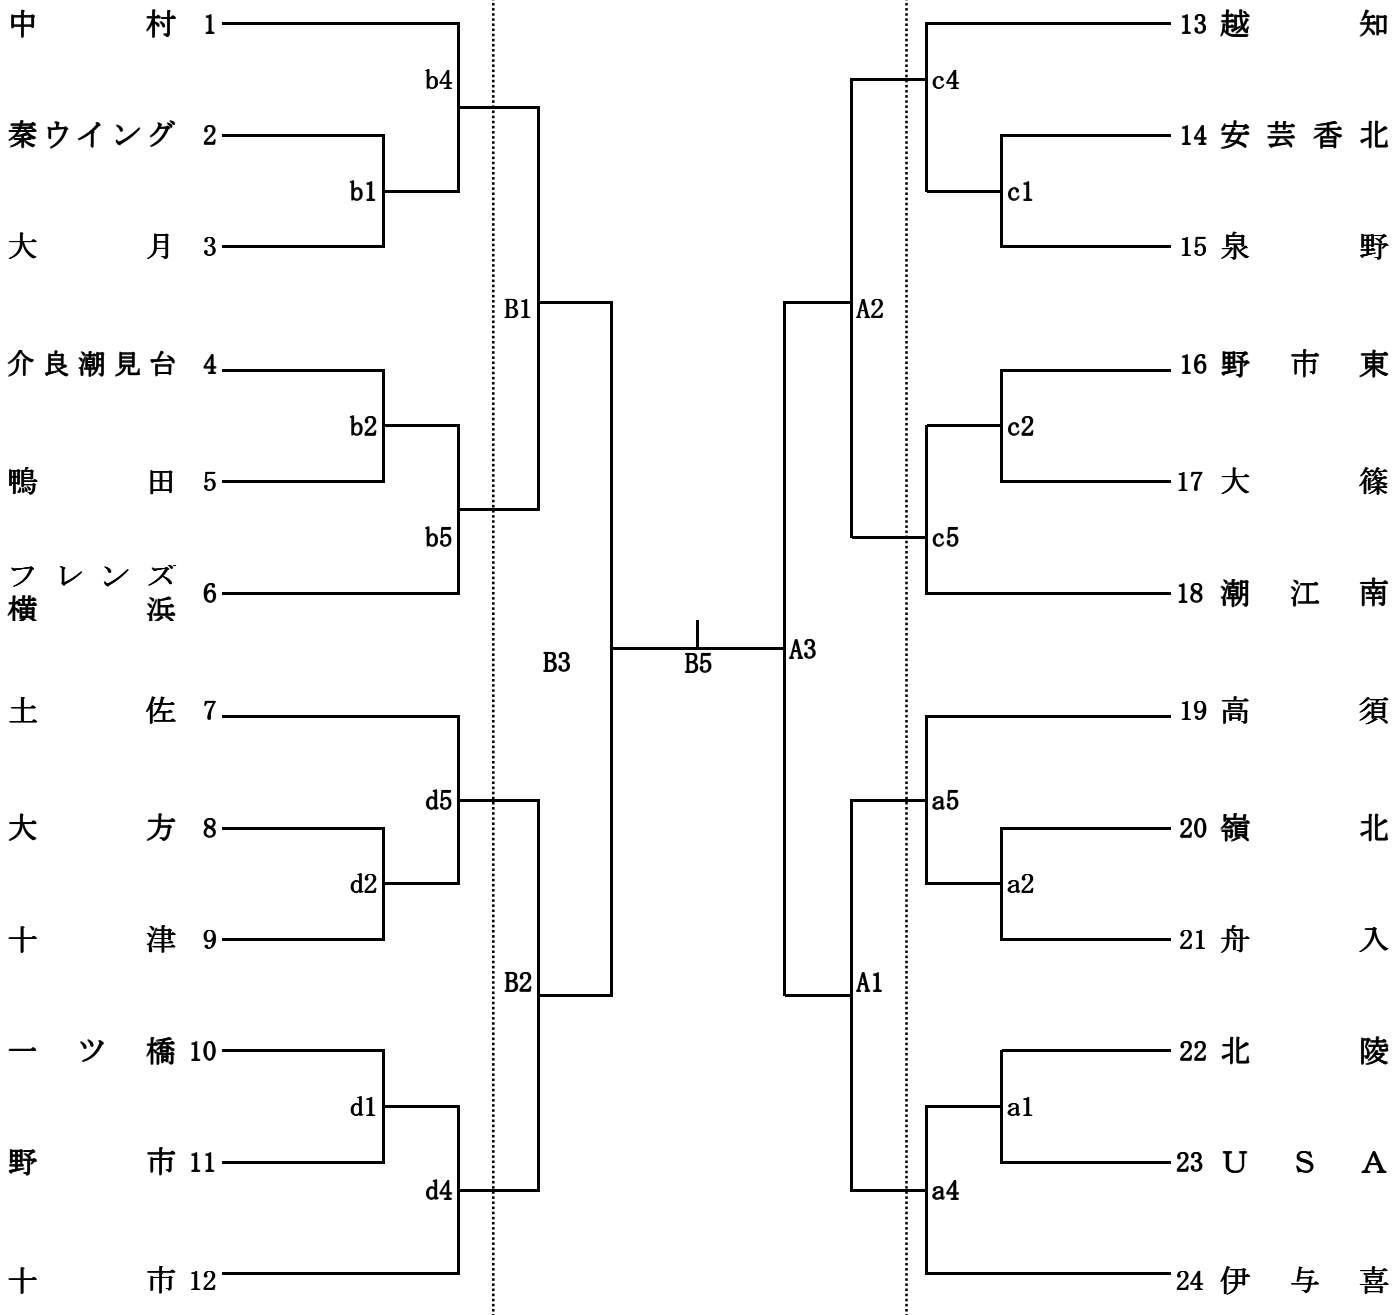 中村 1
b4
秦ウイング 2
b1
大月 3
B1
介良潮見台 4
b2
鴨田 5
b5
フレンズ
横浜 6
B3
土佐 7
d5
大方 8
d2
十津 9
B2
一ツ橋 10
d1
野市 11
d4
十市 12
B5
13 越知
c4
14 安芸香北
c1
15 泉野
A2
16 野市東
c2
17 大篠
c5
18 潮江南
A3
19 高須
a5
20 嶺北
a2
21 舟入
A1
22 北陵
a1
23 USA
a4
24 伊与喜